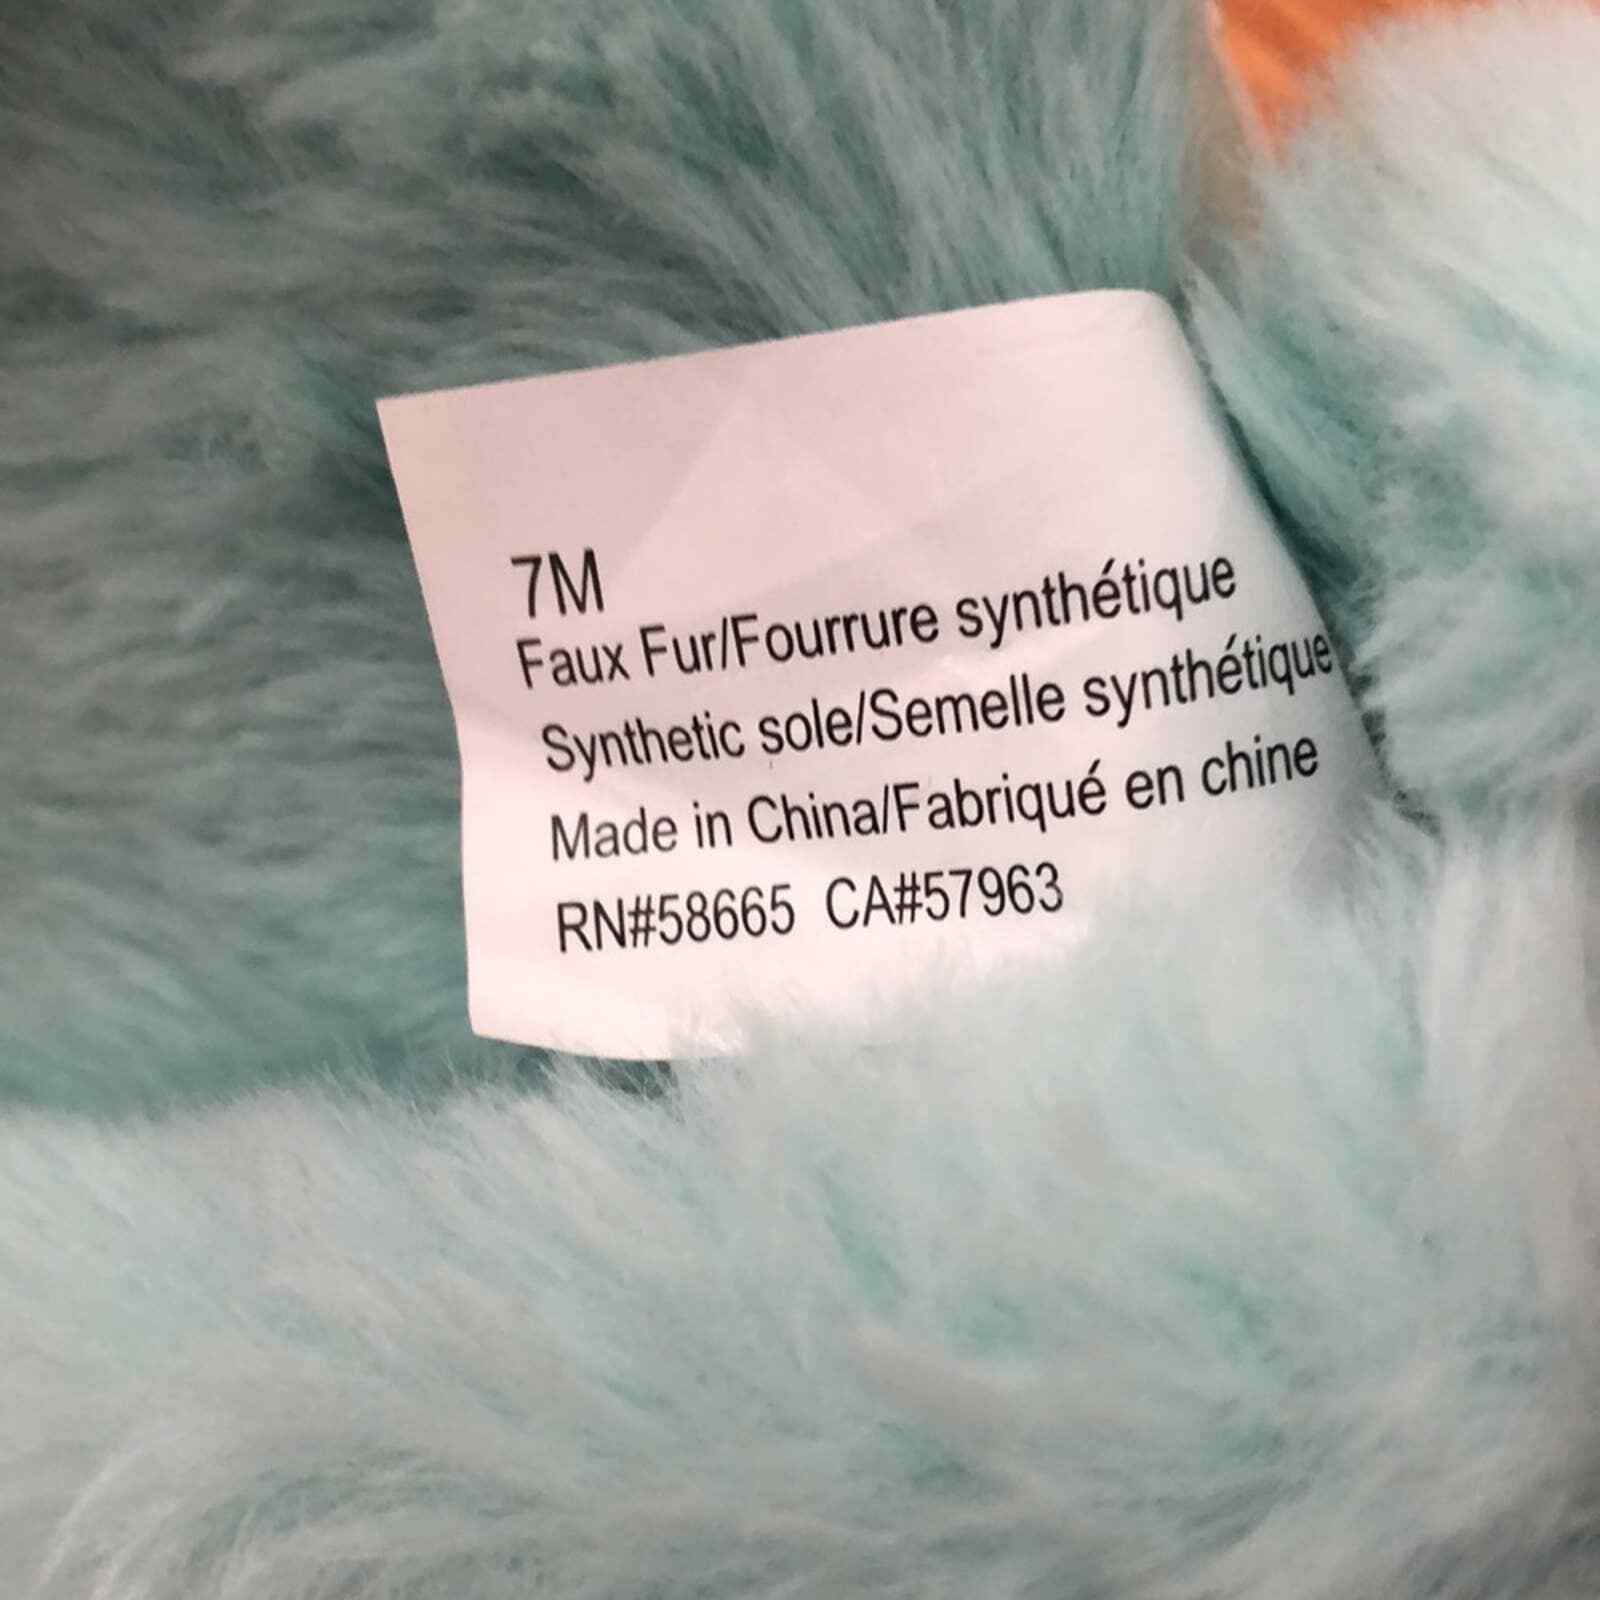 7M
Faux Fur/Fourrure synthétique
Synthetic sole/Semelle synthétique
Made in China/Fabriqué en chine
RN#58665 CA#57963